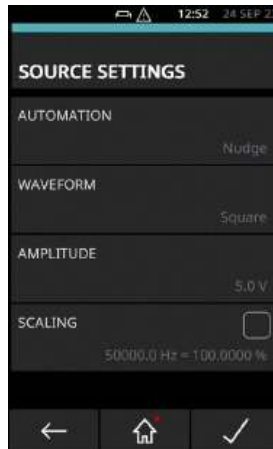 12:52 24 SEP 2
SOURCE SETTINGS
AUTOMATION
Nudge
WAVEFORM
Square
AMPLITUDE
5.0 V
SCALING
50000.0 Hz = 100.0000 %